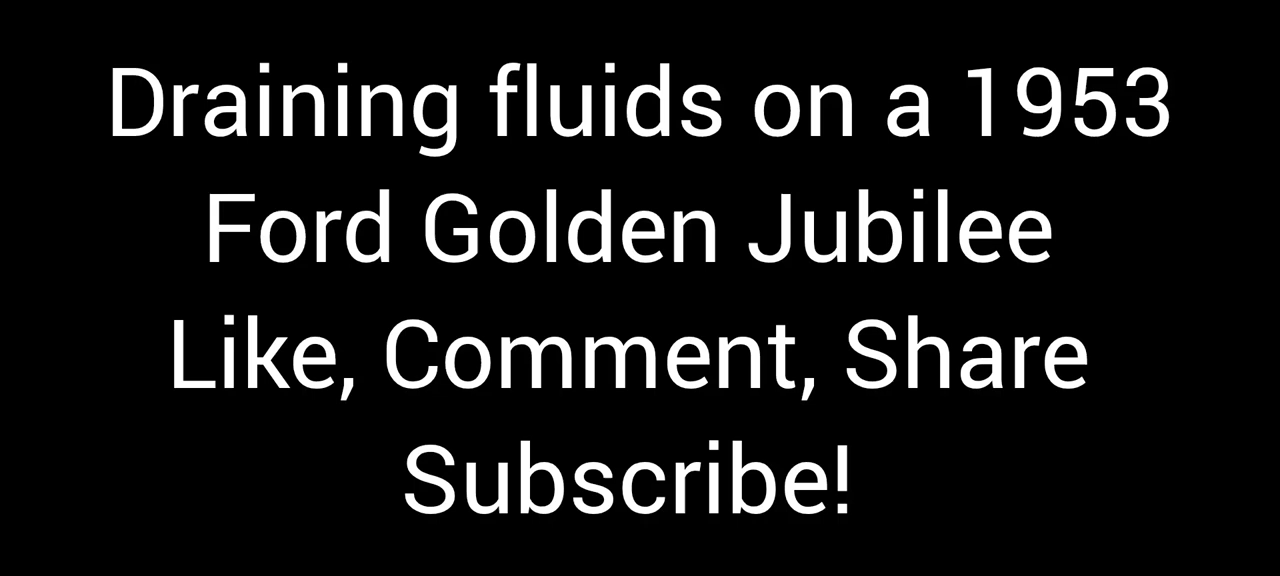 Draining fluids on a 1953
Ford Golden Jubilee
Like, Comment, Share
Subscribe!